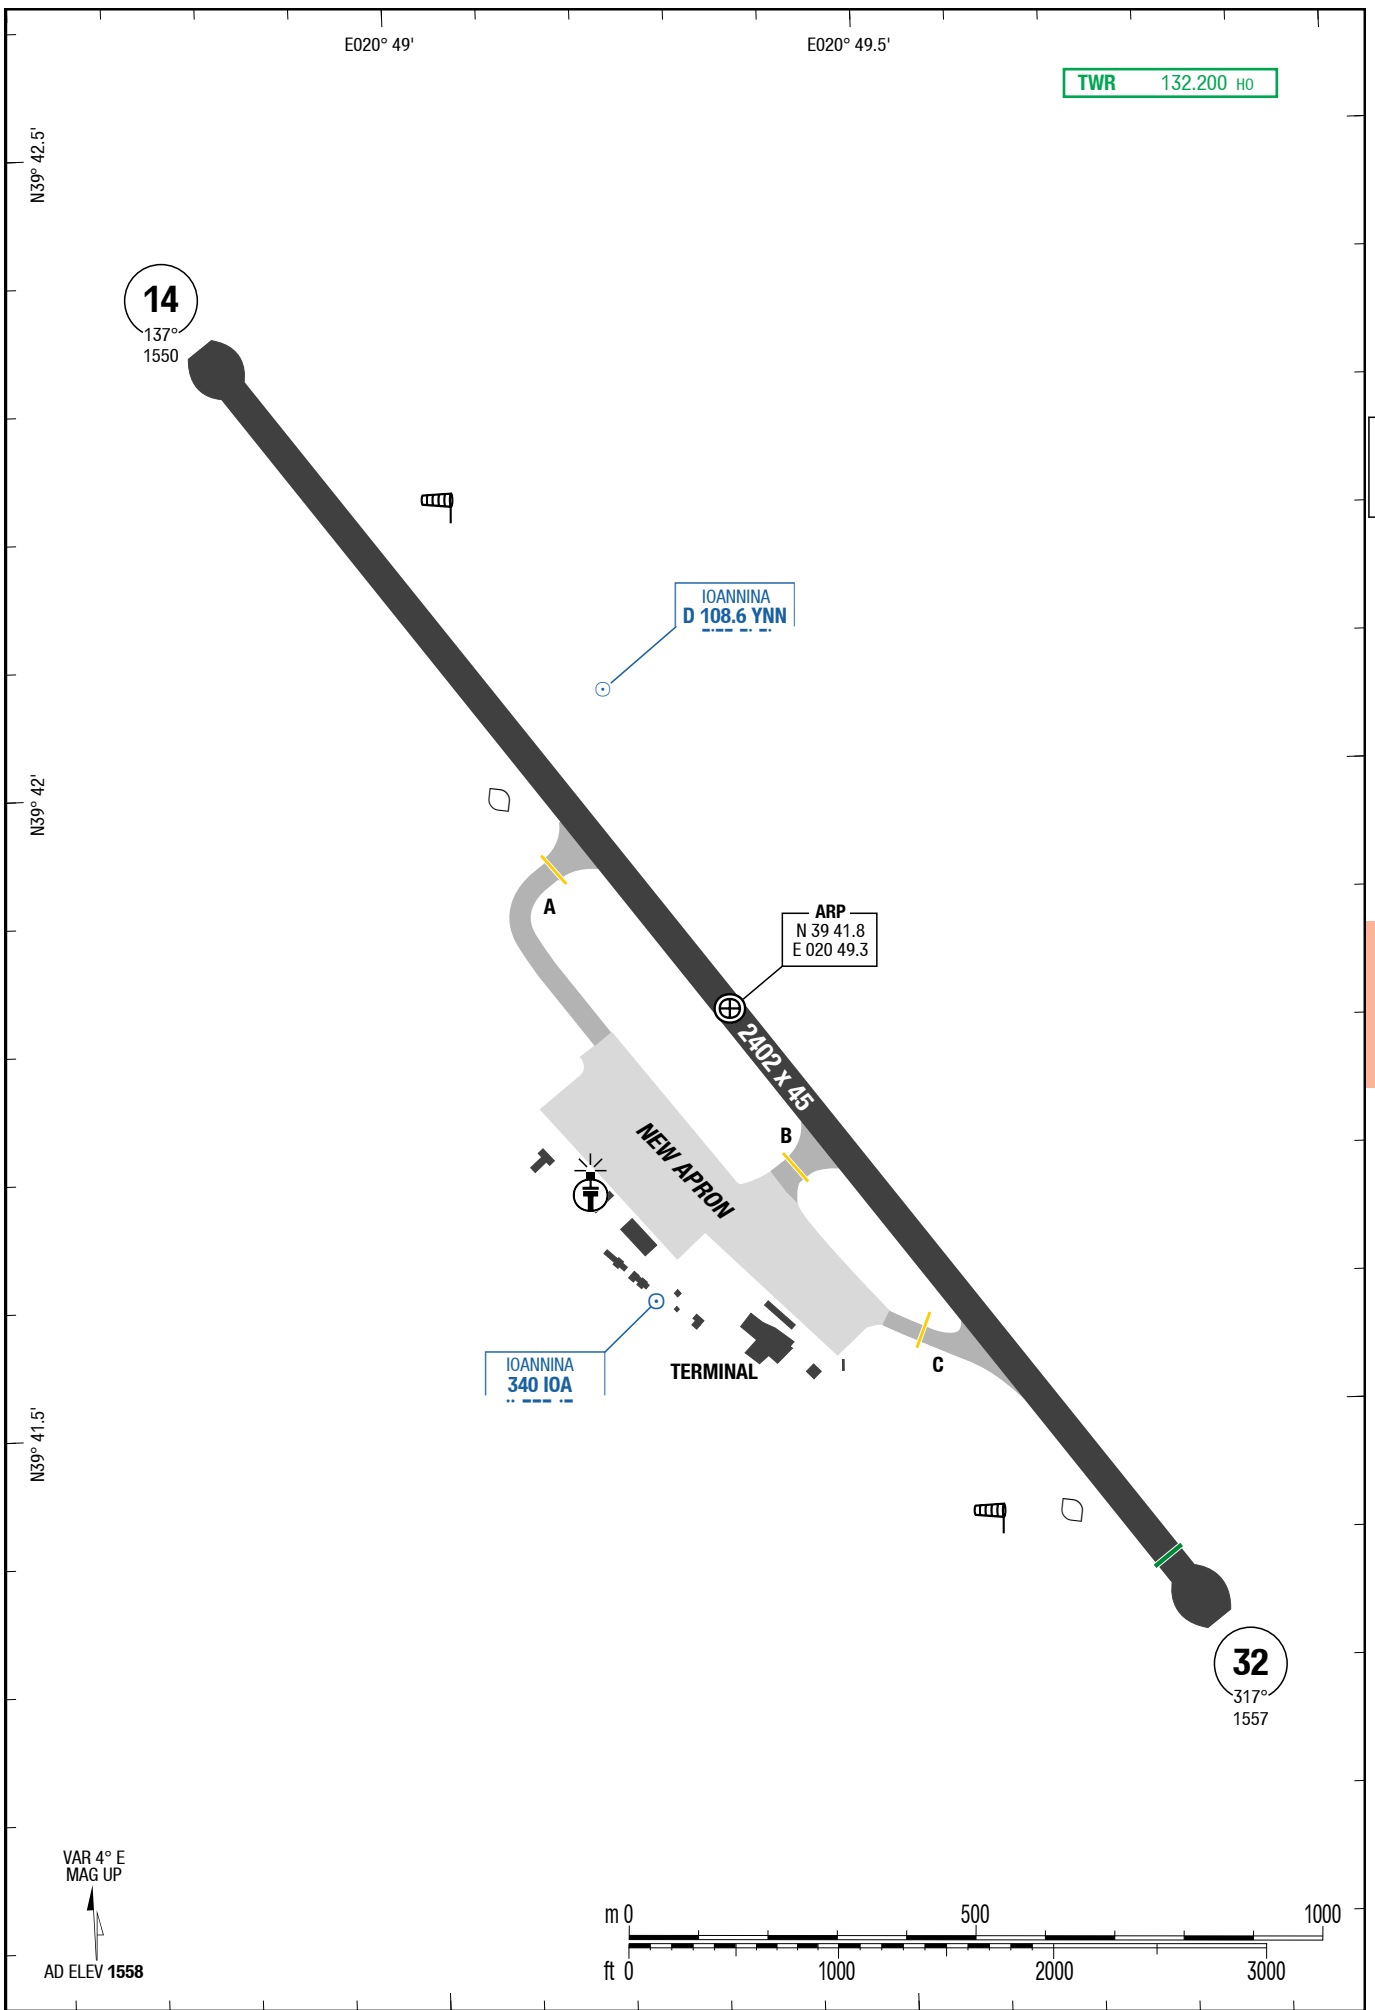 E020° 49'
E020° 49.5'
TWR 132.200 HO
N39° 42.5'
14
137°
1550
IOANNINA
D 108.6 YNN
N39° 42'
A
ARP
N 39 41.8
E 020 49.3
2402 x 45
B
NEW APRON
IOANNINA
340 IOA
TERMINAL
C
N39° 41.5'
32
317°
1557
VAR 4° E
MAG UP
AD ELEV 1558
m 0 500 1000
ft 0 1000 2000 3000